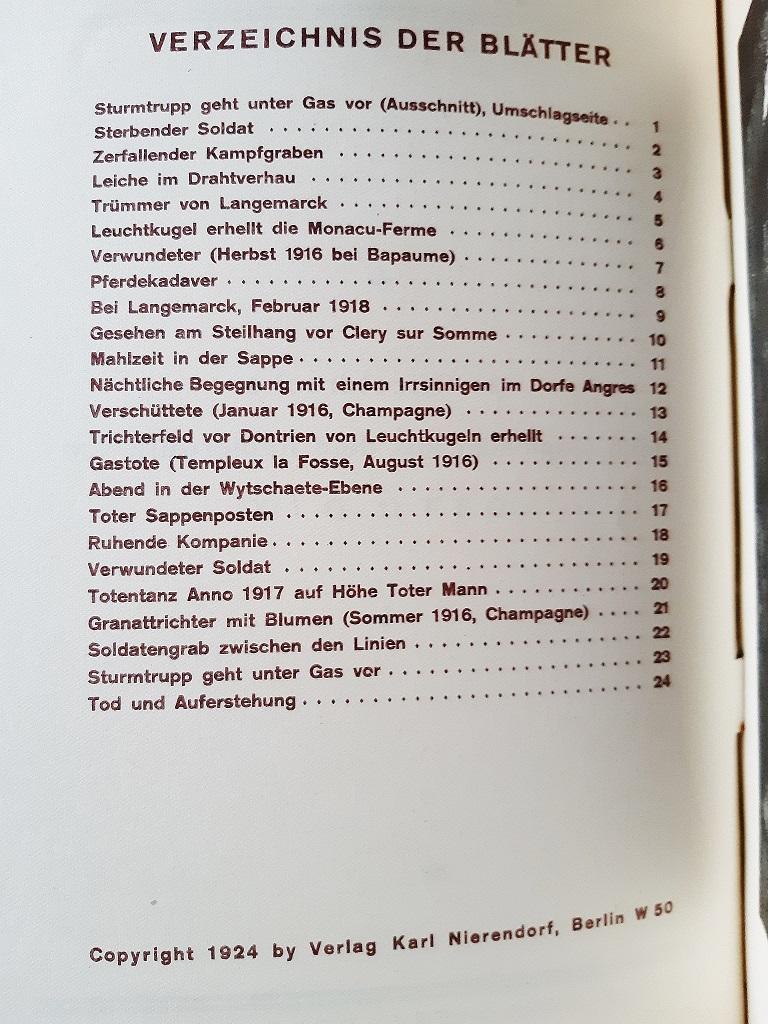 VERZEICHNIS DER BLÄTTER
Sturmtrupp geht unter Gas vor (Ausschnitt), Umschlagseite . . 1
Sterbender Soldat . . . . . . . . . . 2
Zerfallender Kampfgraben . . . . . . . . . . 3
Leiche im Drahtverhau . . . . . . . . . . 4
Trümmer von Langemarck . . . . . . . . . . 5
Leuchtkugel erhellt die Monacu-Ferme . . . . . . . . . . 6
Verwundeter (Herbst 1916 bei Bapaume) . . . . . . . . . . 7
Pferdekadaver . . . . . . . . . . 8
Bei Langemarck, Februar 1918 . . . . . . . . . . 9
Gesehen am Steilhang vor Clery sur Somme . . . . . . . . . . 10
Mahlzeit in der Sappe . . . . . . . . . . 11
Nächtliche Begegnung mit einem Irrsinnigen im Dorfe Angres 12
Verschüttete (Januar 1916, Champagne) . . . . . . . . . . 13
Trichterfeld vor Dontrien von Leuchtkugeln erhellt . . . . . . . 14
Gastote (Templeux la Fosse, August 1916) . . . . . . . . . . 15
Abend in der Wytschaete-Ebene . . . . . . . . . . 16
Toter Sappenposten . . . . . . . . . . 17
Ruhende Kompanie . . . . . . . . . . 18
Verwundeter Soldat . . . . . . . . . . 19
Totentanz Anno 1917 auf Höhe Toter Mann . . . . . . . . . . 20
Granattrichter mit Blumen (Sommer 1916, Champagne) . . . . 21
Soldatengrab zwischen den Linien . . . . . . . . . . 22
Sturmtrupp geht unter Gas vor . . . . . . . . . . 23
Tod und Auferstehung . . . . . . . . . . 24
Copyright 1924 by Verlag Karl Nierendorf, Berlin W 50